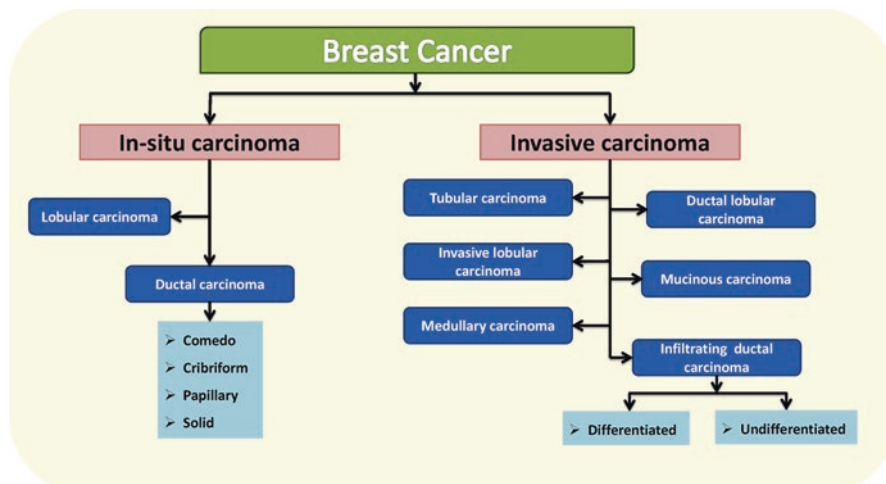 Breast Cancer
In-situ carcinoma
Lobular carcinoma
Ductal carcinoma
Comedo
Cribriform
Papillary
Solid
Invasive carcinoma
Tubular carcinoma
Ductal lobular
carcinoma
Invasive lobular
carcinoma
Mucinous carcinoma
Medullary carcinoma
Infiltrating ductal
carcinoma
Differentiated
Undifferentiated